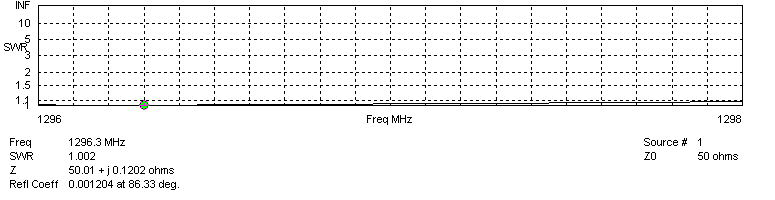 INF
10
5
SWR
3
2
1.5
1.1
1
1296 Freq MHz 1298
Freq 1296.3 MHz Source # 1
SWR 1.002 Z0 50 ohms
Z 50.01 + j 0.1202 ohms
Refl Coeff 0.001204 at 86.33 deg.